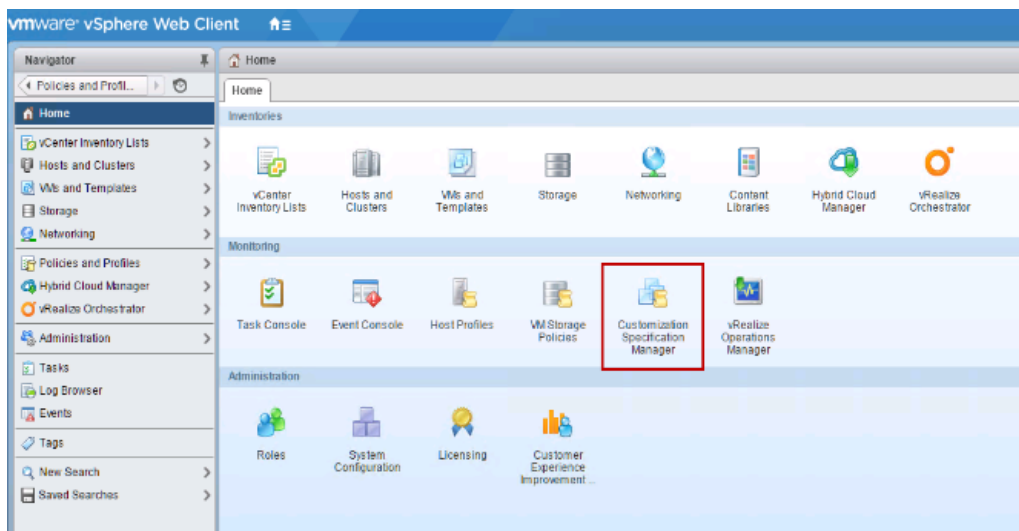 vmware® vSphere Web Client
Navigator
Policies and Profil...
Home
vCenter Inventory Lists
Hosts and Clusters
VMs and Templates
Storage
Networking
Policies and Profiles
Hybrid Cloud Manager
vRealize Orchestrator
Administration
Tasks
Log Browser
Events
Tags
New Search
Saved Searches
Home
Home
Inventories
vCenter
Inventory Lists
Hosts and
Clusters
VMs and
Templates
Storage
Networking
Content
Libraries
Hybrid Cloud
Manager
vRealize
Orchestrator
Monitoring
Task Console
Event Console
Host Profiles
VM Storage
Policies
Customization
Specification
Manager
vRealize
Operations
Manager
Administration
Roles
System
Configuration
Licensing
Customer
Experience
Improvement ...